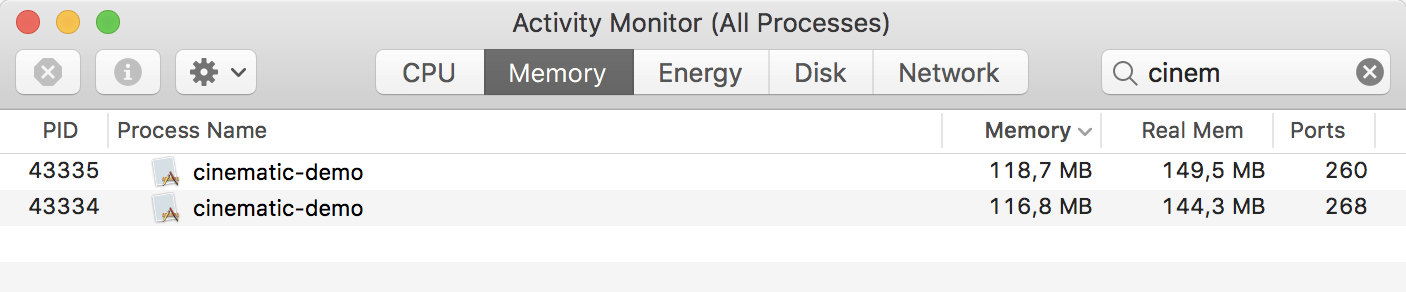 Activity Monitor (All Processes)
CPU Memory Energy Disk Network cinem
PID Process Name Memory Real Mem Ports
43335 cinematic-demo 118,7 MB 149,5 MB 260
43334 cinematic-demo 116,8 MB 144,3 MB 268